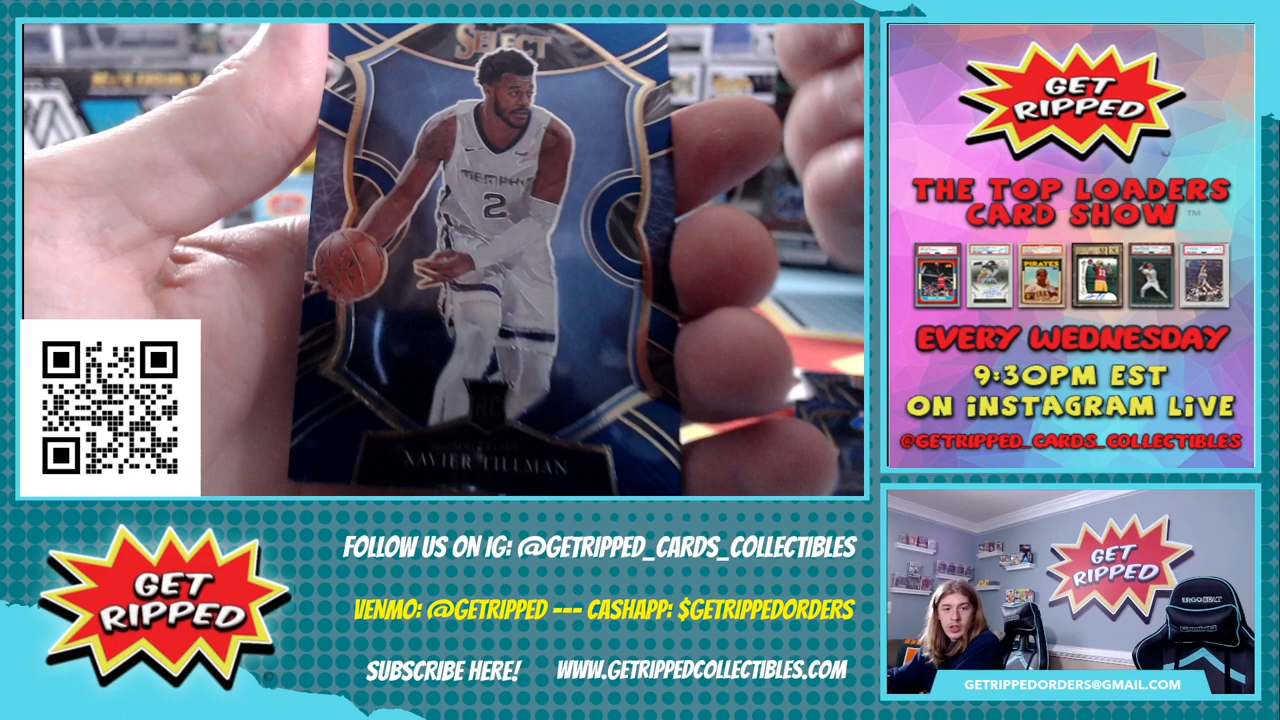 SELECT
MEMPHIS
2
RC
XAVIER TILLMAN
GET
RIPPED
THE TOP LOADERS
CARD SHOW ™
PIRATES
EVERY WEDNESDAY
9:30PM EST
ON INSTAGRAM LIVE
@GETRIPPED_CARDS_COLLECTIBLES
GET
RIPPED
FOLLOW US ON IG: @GETRIPPED_CARDS_COLLECTIBLES
VENMO: @GETRIPPED --- CASHAPP: $GETRIPPEDORDERS
SUBSCRIBE HERE! WWW.GETRIPPEDCOLLECTIBLES.COM
GET
RIPPED
GETRIPPEDORDERS@GMAIL.COM